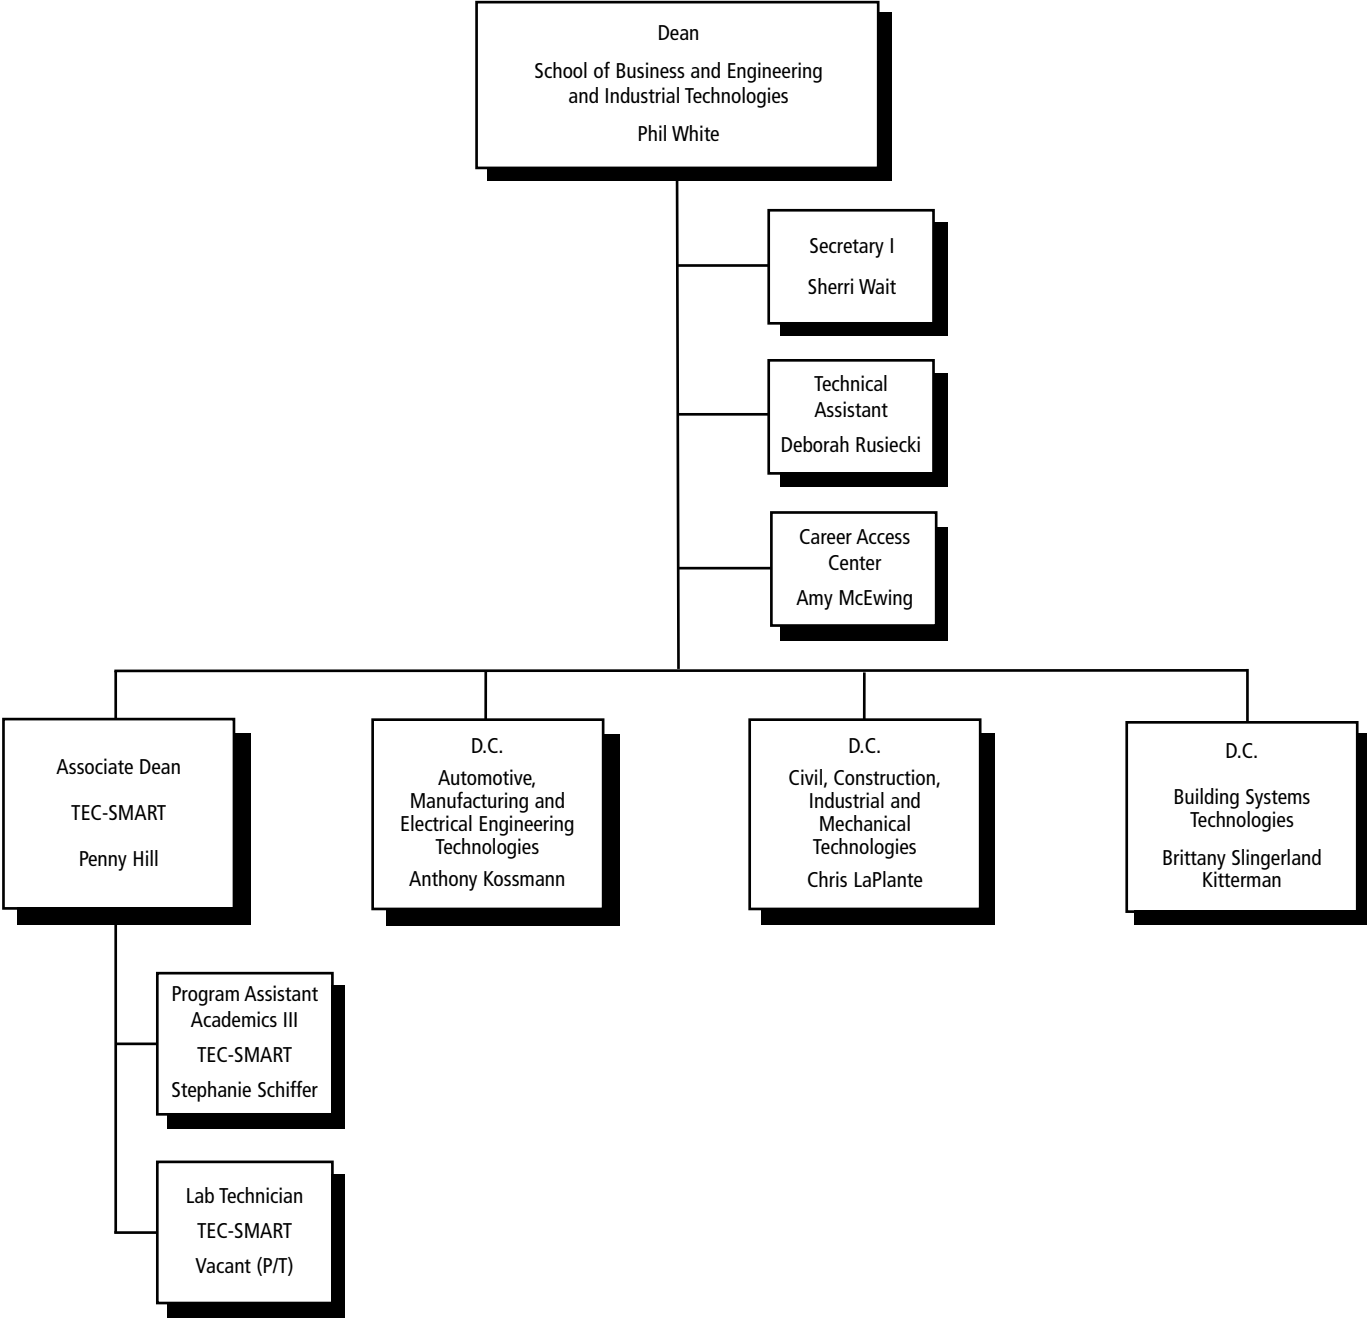 Dean
School of Business and Engineering
and Industrial Technologies
Phil White
Secretary I
Sherri Wait
Technical
Assistant
Deborah Rusiecki
Career Access
Center
Amy McEwing
Associate Dean
TEC-SMART
Penny Hill
D.C.
Automotive,
Manufacturing and
Electrical Engineering
Technologies
Anthony Kossmann
D.C.
Civil, Construction,
Industrial and
Mechanical
Technologies
Chris LaPlante
D.C.
Building Systems
Technologies
Brittany Slingerland
Kitterman
Program Assistant
Academics III
TEC-SMART
Stephanie Schiffer
Lab Technician
TEC-SMART
Vacant (P/T)